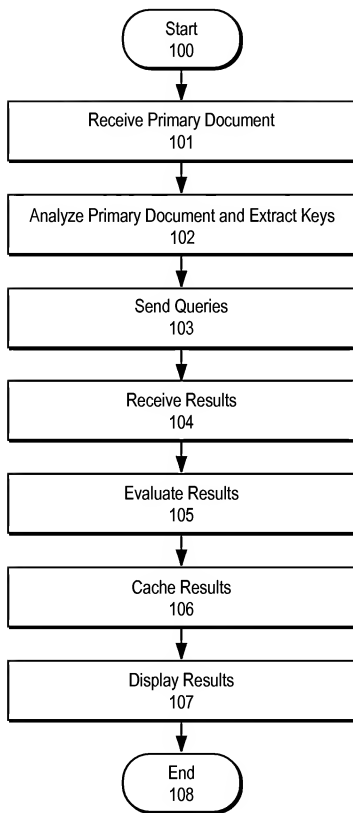 Start
100
Receive Primary Document
101
Analyze Primary Document and Extract Keys
102
Send Queries
103
Receive Results
104
Evaluate Results
105
Cache Results
106
Display Results
107
End
108